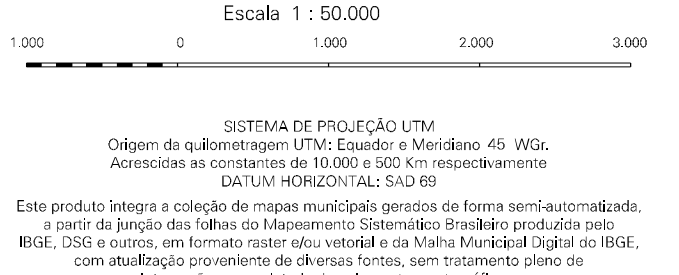 Escala 1 : 50.000
1.000 0 1.000 2.000 3.000
SISTEMA DE PROJEÇÃO UTM
Origem da quilometragem UTM: Equador e Meridiano 45 WGr.
Acrescidas as constantes de 10.000 e 500 Km respectivamente
DATUM HORIZONTAL: SAD 69
Este produto integra a coleção de mapas municipais gerados de forma semi-automatizada,
a partir da junção das folhas do Mapeamento Sistemático Brasileiro produzida pelo
IBGE, DSG e outros, em formato raster e/ou vetorial e da Malha Municipal Digital do IBGE,
com atualização proveniente de diversas fontes, sem tratamento pleno de